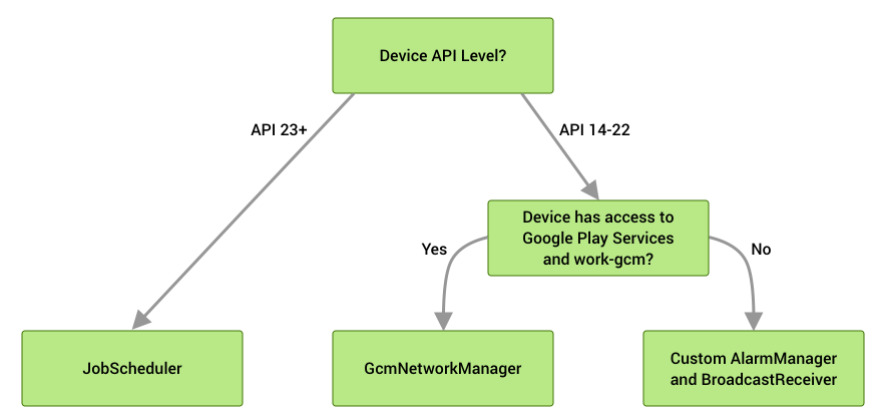 Device API Level?
API 23+
API 14-22
Device has access to
Google Play Services
and work-gcm?
Yes
No
JobScheduler
GcmNetworkManager
Custom AlarmManager
and BroadcastReceiver